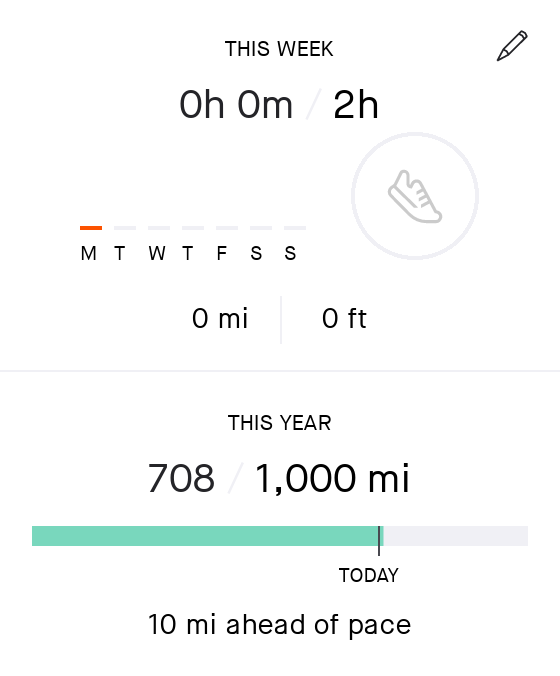 THIS WEEK
0h 0m / 2h
M T W T F S S
0 mi 0 ft
THIS YEAR
708 / 1,000 mi
TODAY
10 mi ahead of pace